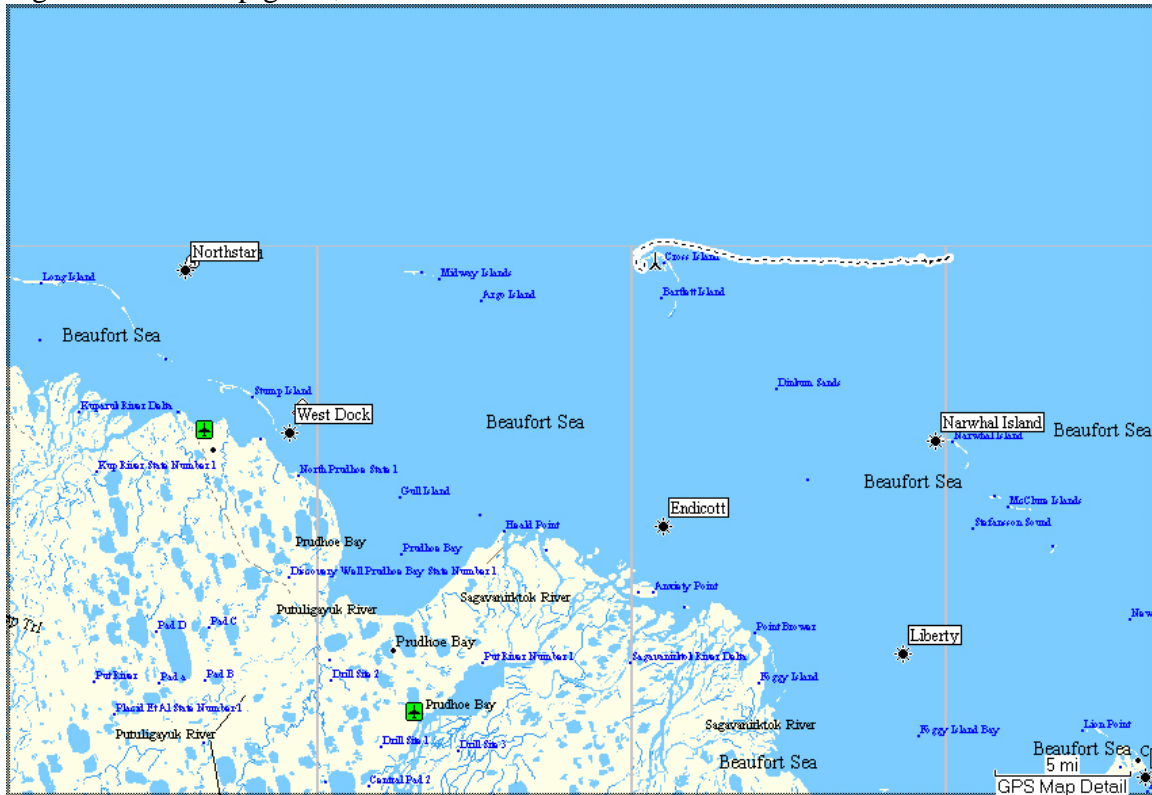 Northstar
Long Island
Midway Islands
Argo Island
Cross Island
Bartlett Island
Beaufort Sea
Stump Island
Dinkum Sands
Kuparuk River Delta
West Dock
Beaufort Sea
Narwhal Island
Beaufort Sea
Narwhal Island
Kup River State Number 1
North Prudhoe State 1
Beaufort Sea
Gull Island
McClure Islands
Endicott
Stefansson Sound
Heald Point
Prudhoe Bay
Prudhoe Bay
Discovery Well Prudhoe Bay State Number 1
Anxiety Point
Sagavanirktok River
Putuligayuk River
Trl
Pad D
Pad C
Point Brower
Liberty
Prudhoe Bay
Put River Number 1
Sagavanirktok River Delta
Put River
Pad A
Pad B
Drill Site 2
Foggy Island
Prudhoe Bay
Placid Et Al State Number 1
Sagavanirktok River
Foggy Island Bay
Lion Point
Putuligayuk River
Drill Site 1
Drill Site 3
Beaufort Sea
Beaufort Sea
5 mi
Central Pad 2
GPS Map Detail